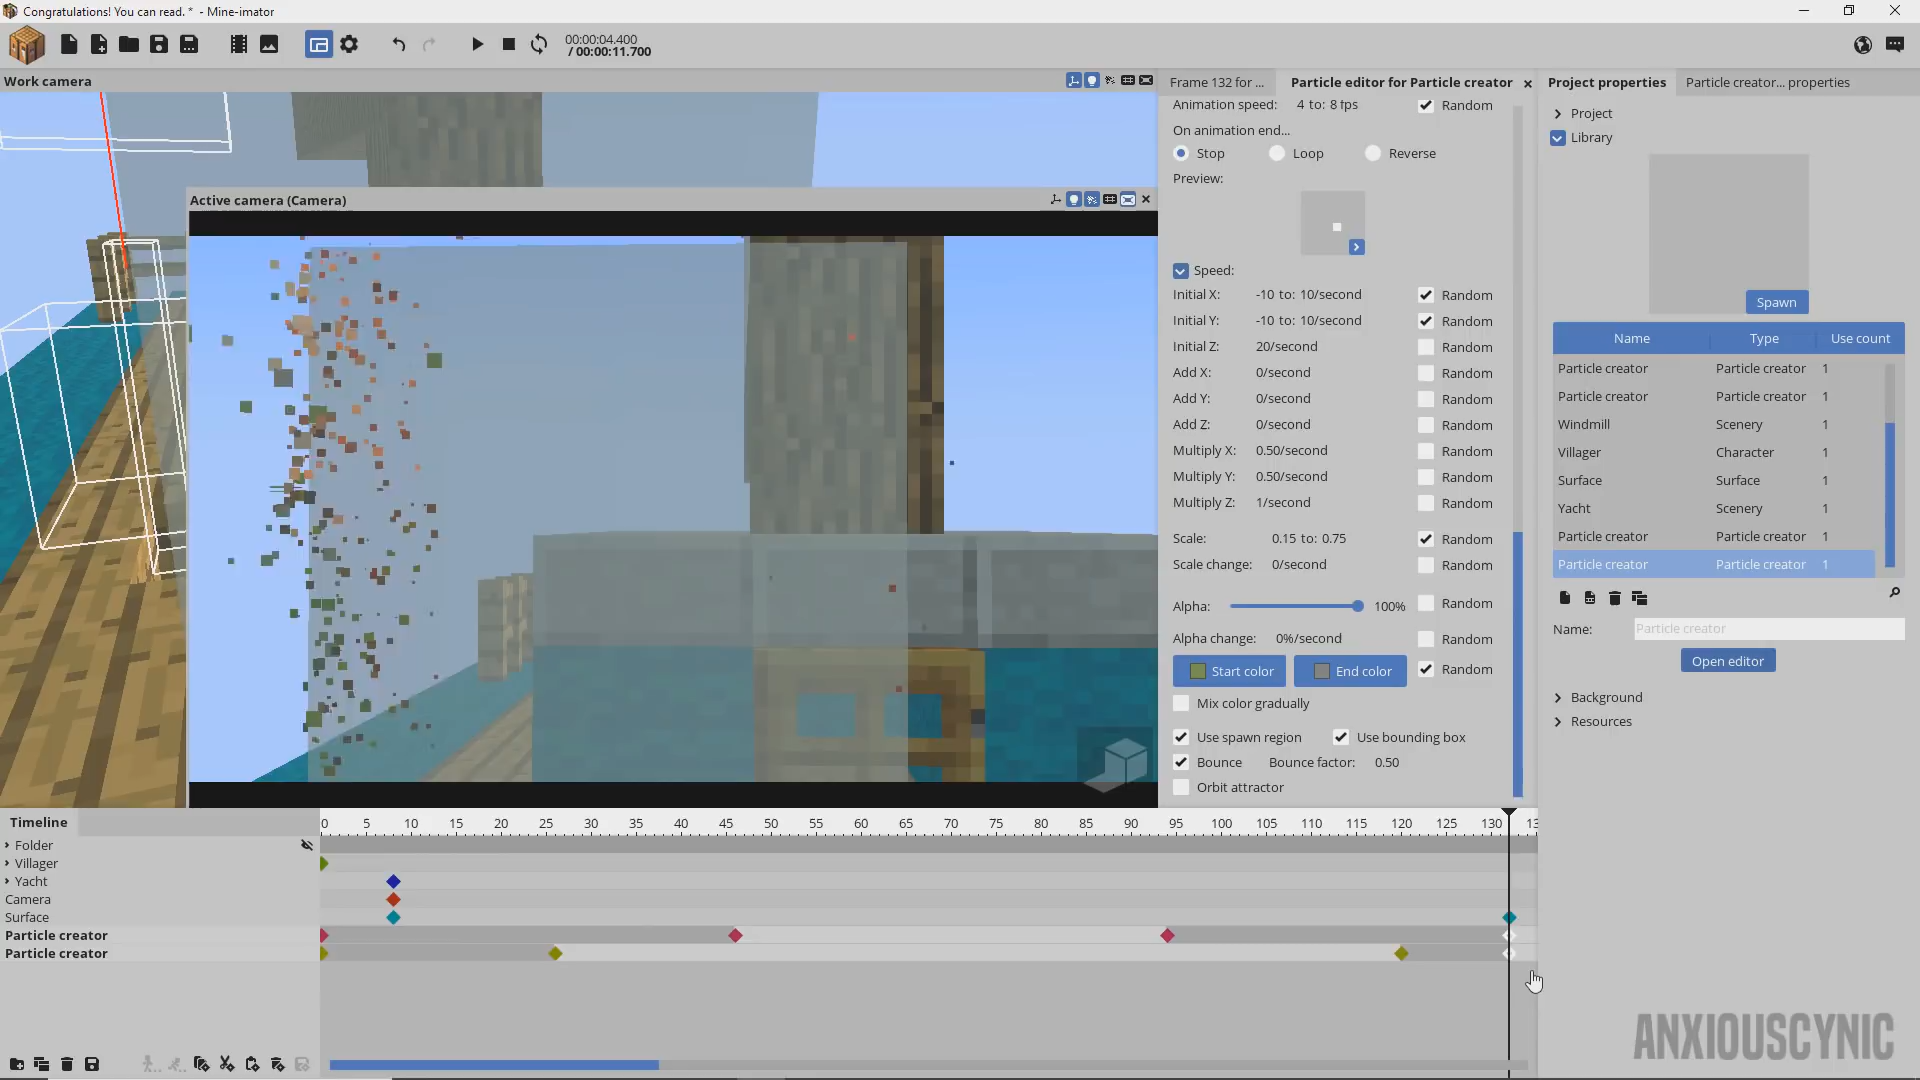 Congratulations! You can read. * - Mine-imator
00:00:04.400
/ 00:00:11.700
Work camera
Active camera (Camera)
Frame 132 for ...
Particle editor for Particle creator
Animation speed: 4 to: 8 fps Random
On animation end...
Stop Loop Reverse
Preview:
Speed:
Initial X: -10 to: 10/second Random
Initial Y: -10 to: 10/second Random
Initial Z: 20/second Random
Add X: 0/second Random
Add Y: 0/second Random
Add Z: 0/second Random
Multiply X: 0.50/second Random
Multiply Y: 0.50/second Random
Multiply Z: 1/second Random
Scale: 0.15 to: 0.75 Random
Scale change: 0/second Random
Alpha: 100% Random
Alpha change: 0%/second Random
Start color End color Random
Mix color gradually
Use spawn region Use bounding box
Bounce Bounce factor: 0.50
Orbit attractor
Project properties Particle creator... properties
Project
Library
Spawn
Name Type Use count
Particle creator Particle creator 1
Particle creator Particle creator 1
Windmill Scenery 1
Villager Character 1
Surface Surface 1
Yacht Scenery 1
Particle creator Particle creator 1
Particle creator Particle creator 1
Name: Particle creator
Open editor
Background
Resources
Timeline
0 5 10 15 20 25 30 35 40 45 50 55 60 65 70 75 80 85 90 95 100 105 110 115 120 125 130 13
Folder
Villager
Yacht
Camera
Surface
Particle creator
Particle creator
ANXIOUSCYNIC